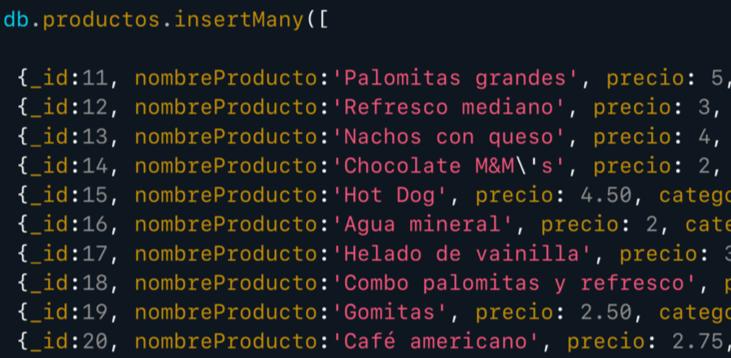 db.productos.insertMany([
{_id:11, nombreProducto:'Palomitas grandes', precio: 5,
{_id:12, nombreProducto:'Refresco mediano', precio: 3,
{_id:13, nombreProducto:'Nachos con queso', precio: 4,
{_id:14, nombreProducto:'Chocolate M&M\'s', precio: 2,
{_id:15, nombreProducto:'Hot Dog', precio: 4.50, catego
{_id:16, nombreProducto:'Agua mineral', precio: 2, cate
{_id:17, nombreProducto:'Helado de vainilla', precio: 3
{_id:18, nombreProducto:'Combo palomitas y refresco', p
{_id:19, nombreProducto:'Gomitas', precio: 2.50, catego
{_id:20, nombreProducto:'Café americano', precio: 2.75,